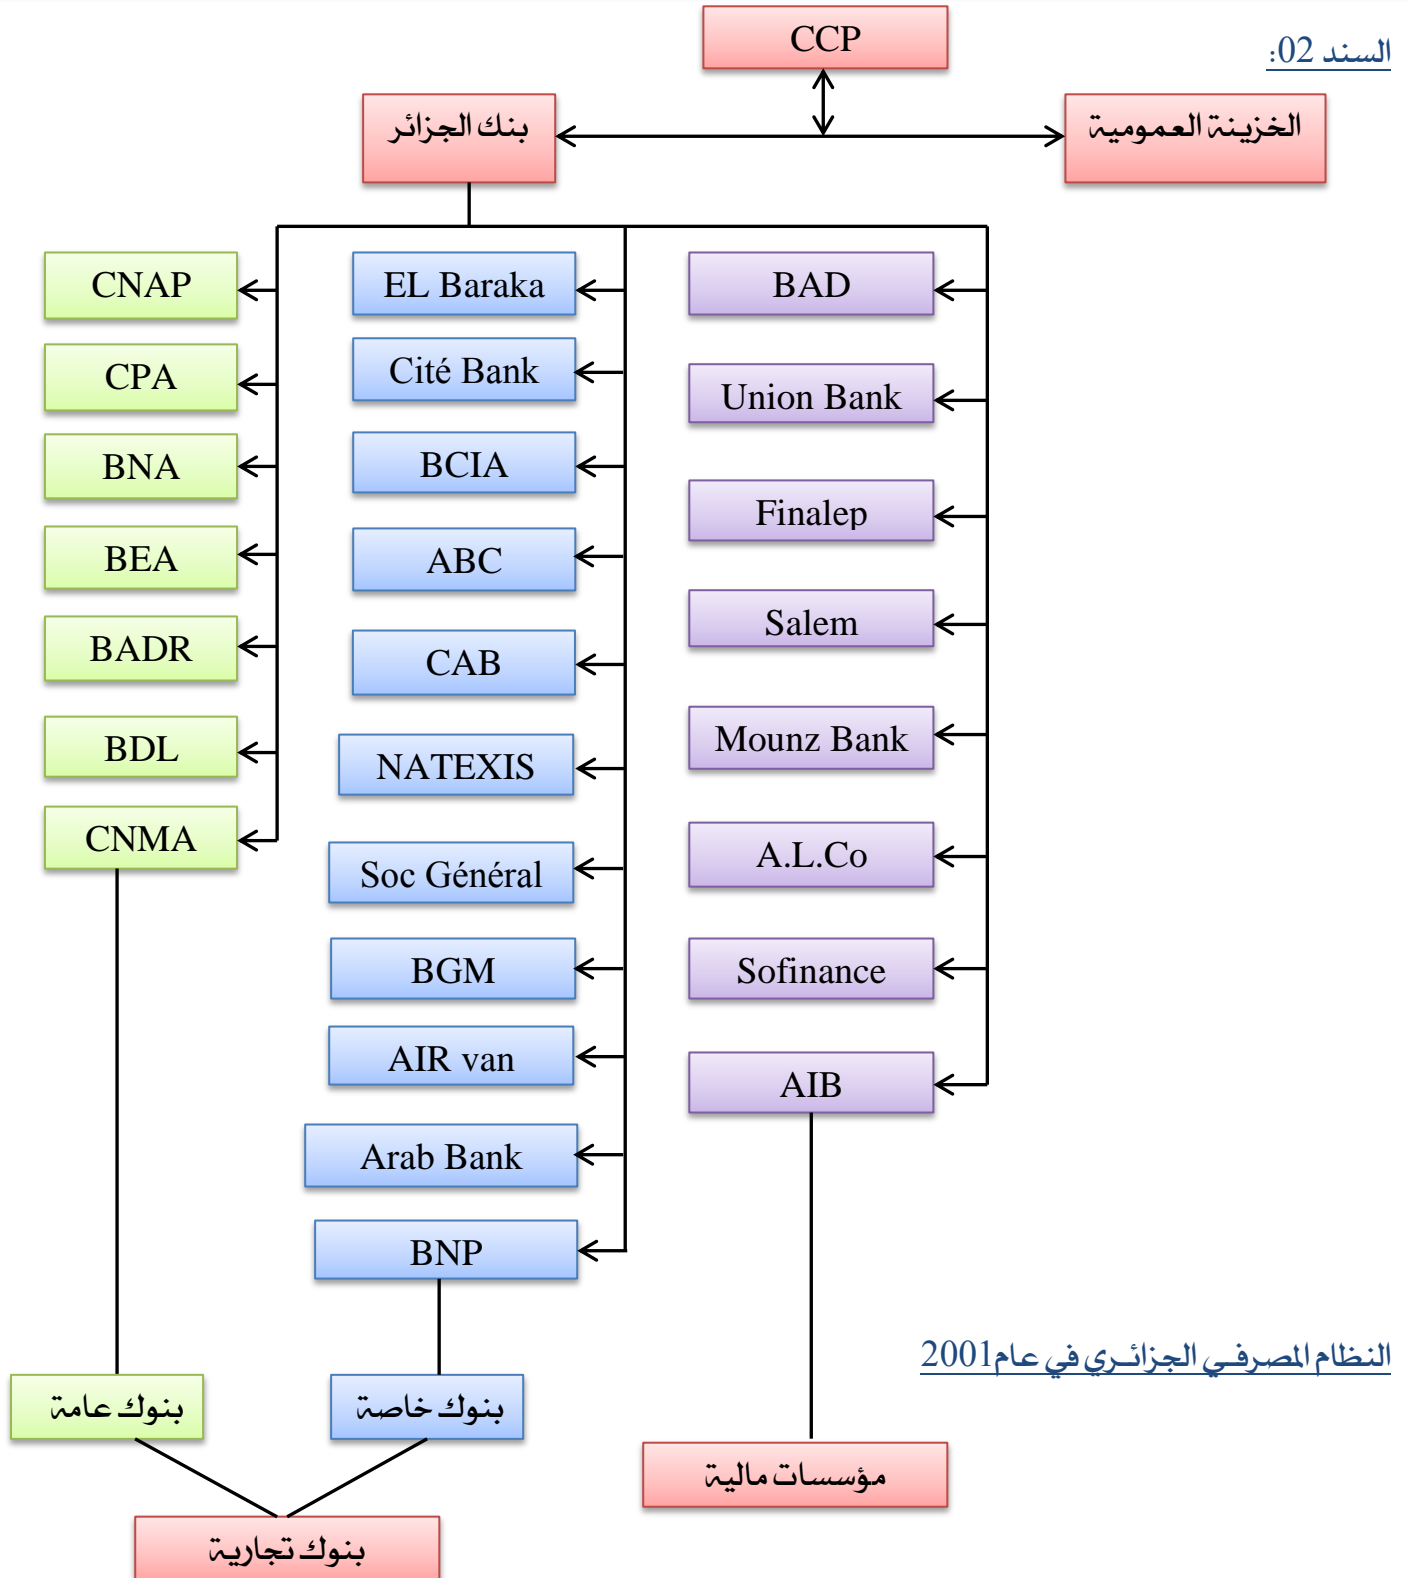 CCP
السند 02:
بنك الجزائر
الخزينة العمومية
CNAP
CPA
BNA
BEA
BADR
BDL
CNMA
EL Baraka
Cité Bank
BCIA
ABC
CAB
NATEXIS
Soc Général
BGM
AIR van
Arab Bank
BNP
BAD
Union Bank
Finalep
Salem
Mounz Bank
A.L.Co
Sofinance
AIB
النظام المصرفي الجزائري في عام2001
بنوك عامة
بنوك خاصة
مؤسسات مالية
بنوك تجارية